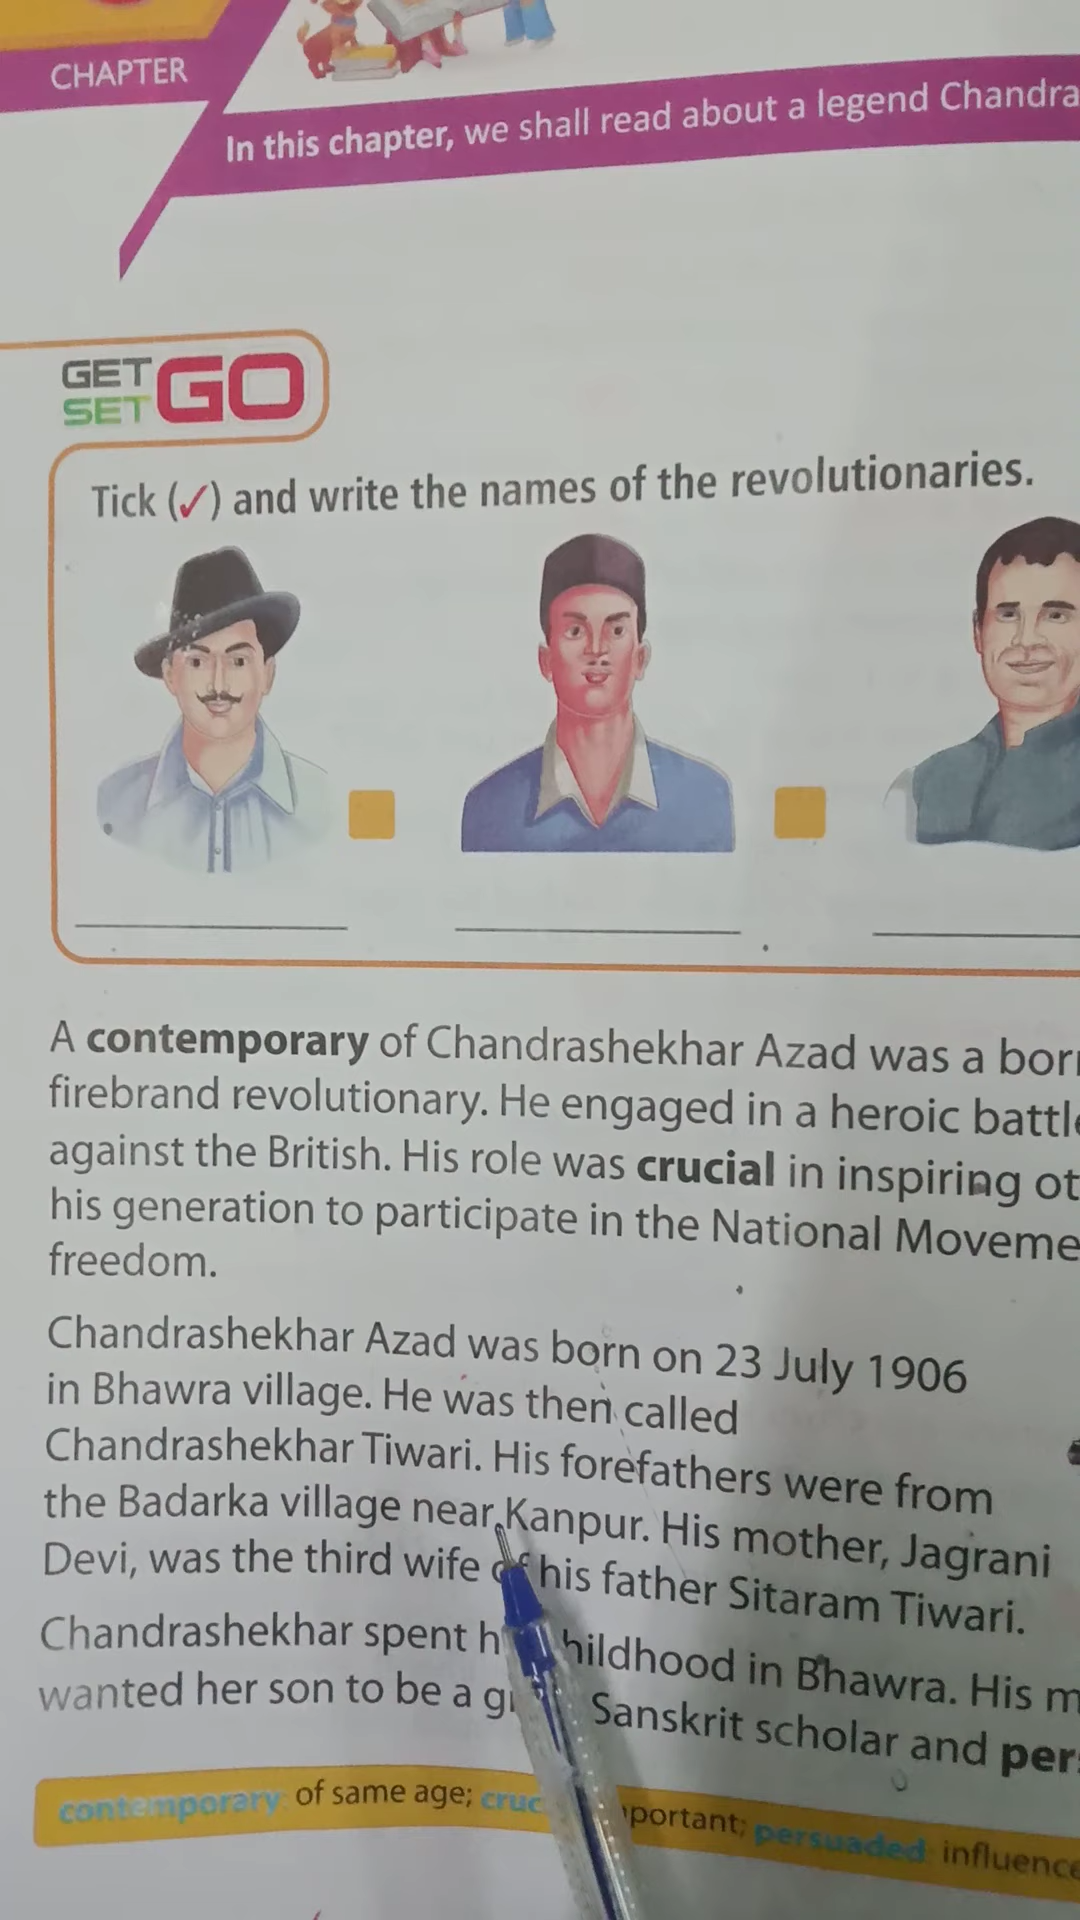 CHAPTER
In this chapter, we shall read about a legend Chandra
GET
SET GO
Tick (✓) and write the names of the revolutionaries.
A contemporary of Chandrashekhar Azad was a born
firebrand revolutionary. He engaged in a heroic battle
against the British. His role was crucial in inspiring ot
his generation to participate in the National Moveme
freedom.
Chandrashekhar Azad was born on 23 July 1906
in Bhawra village. He was then called
Chandrashekhar Tiwari. His forefathers were from
the Badarka village near Kanpur. His mother, Jagrani
Devi, was the third wife of his father Sitaram Tiwari.
Chandrashekhar spent childhood in Bhawra. His m
wanted her son to be a Sanskrit scholar and per
contemporary: of same age; persuaded: influence